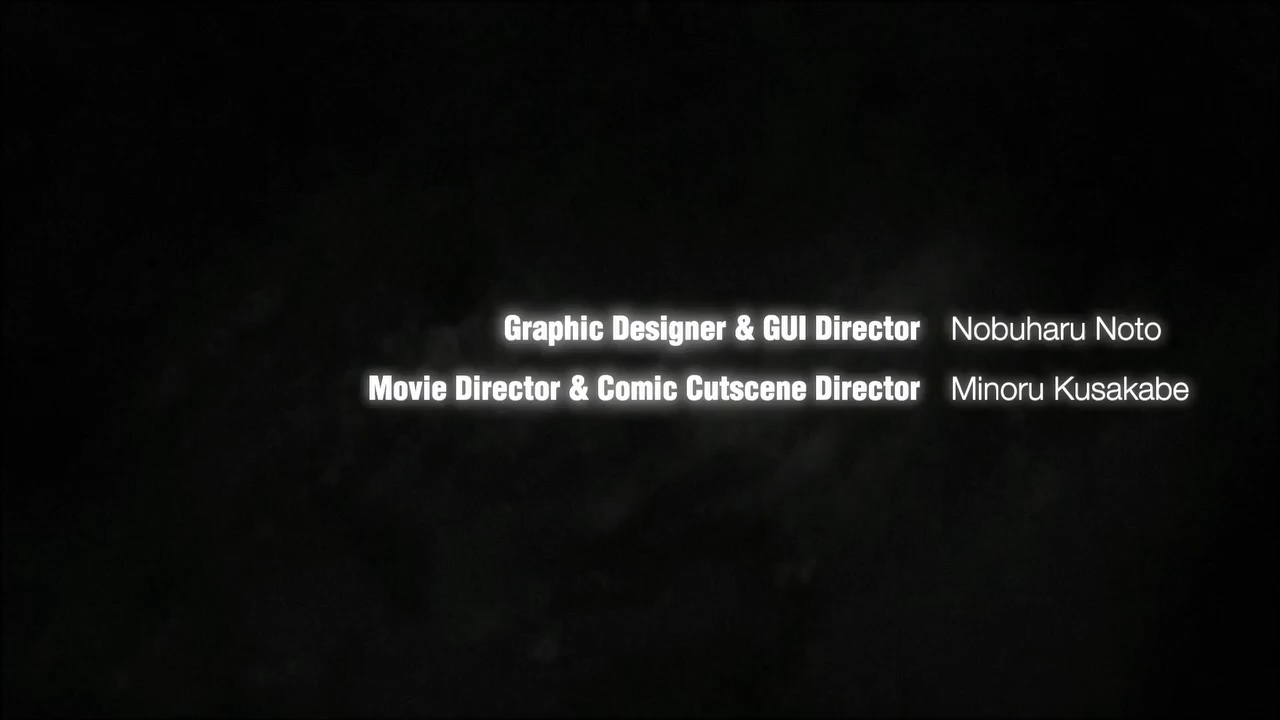 Graphic Designer & GUI Director Nobuharu Noto
Movie Director & Comic Cutscene Director Minoru Kusakabe